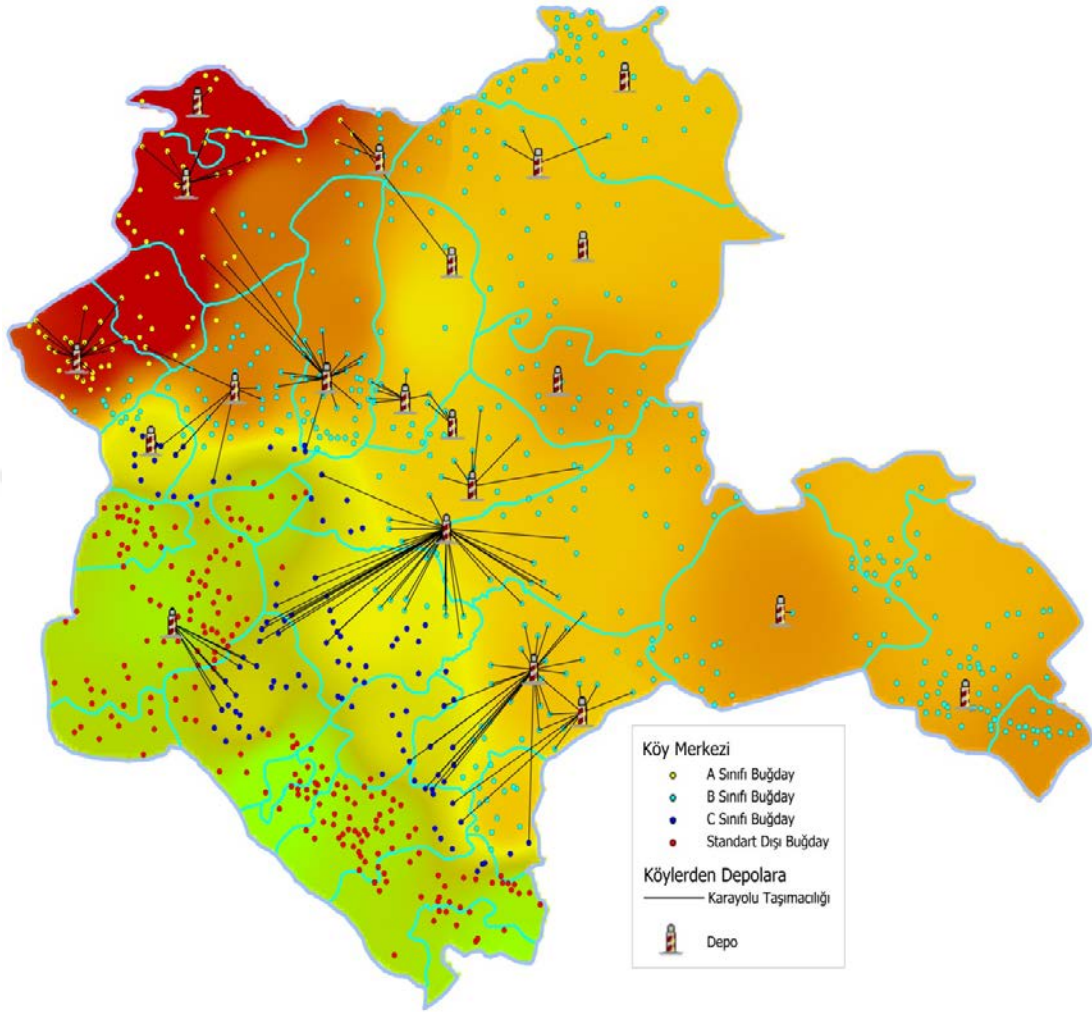 Köy Merkezi
A Sınıfı Buğday
B Sınıfı Buğday
C Sınıfı Buğday
Standart Dışı Buğday
Köylerden Depolara
Karayolu Taşımacılığı
Depo